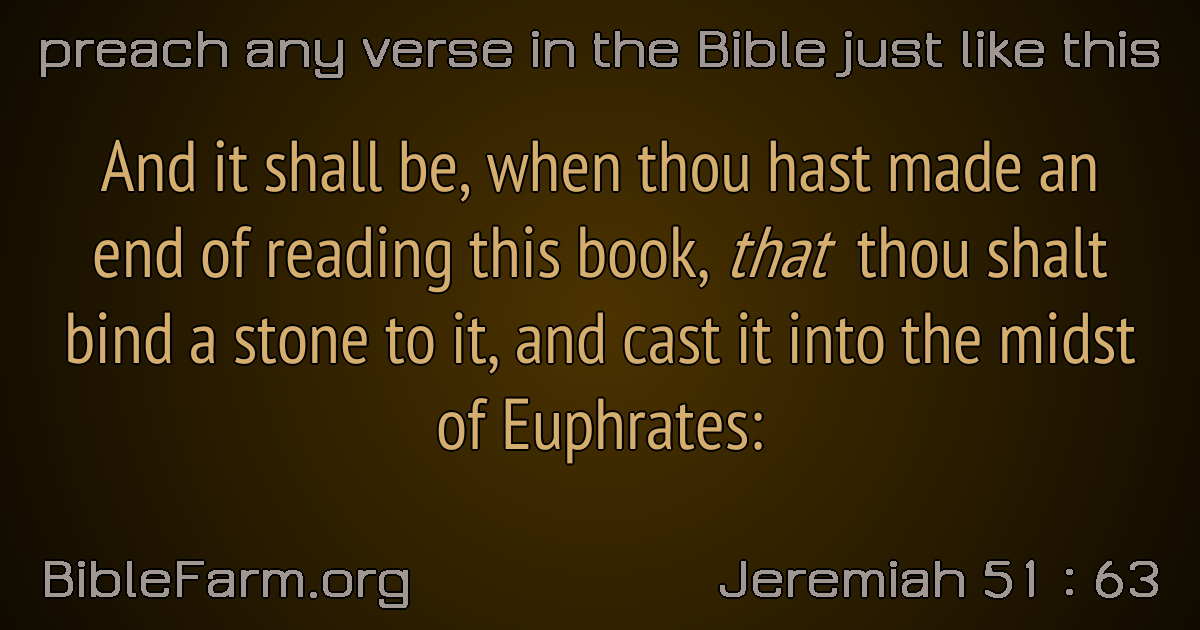 preach any verse in the Bible just like this
And it shall be, when thou hast made an
end of reading this book, that thou shalt
bind a stone to it, and cast it into the midst
of Euphrates:
BibleFarm.org
Jeremiah 51 : 63